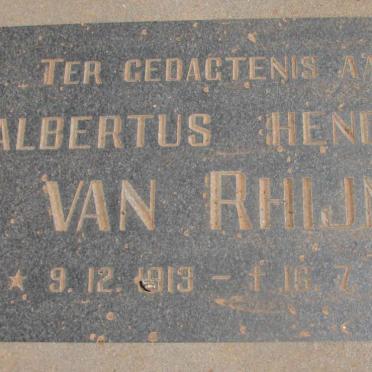 TER GEDAGTENIS AA
ALBERTUS HEN
VAN RHIJN
★ 9.12.1913 - † 16.7.